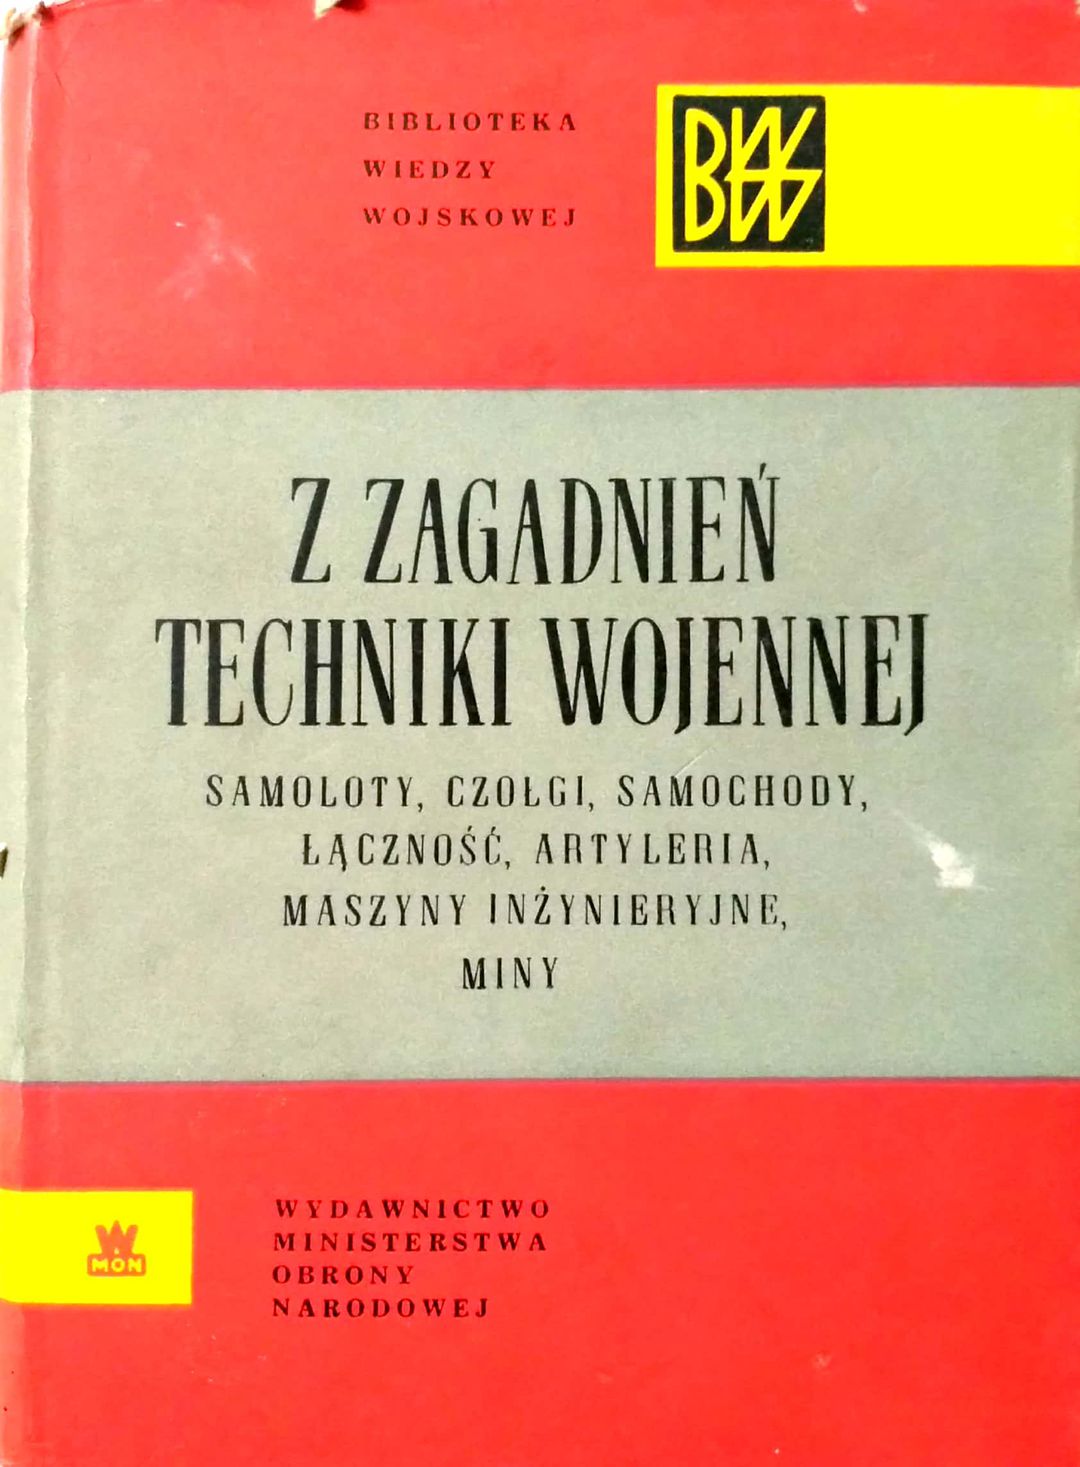 BIBLIOTEKA
WIEDZY
WOJSKOWEJ
BWW
Z ZAGADNIEŃ
TECHNIKI WOJENNEJ
SAMOLOTY, CZOŁGI, SAMOCHODY,
ŁĄCZNOŚĆ, ARTYLERIA,
MASZYNY INŻYNIERYJNE,
MINY
W
MON
WYDAWNICTWO
MINISTERSTWA
OBRONY
NARODOWEJ